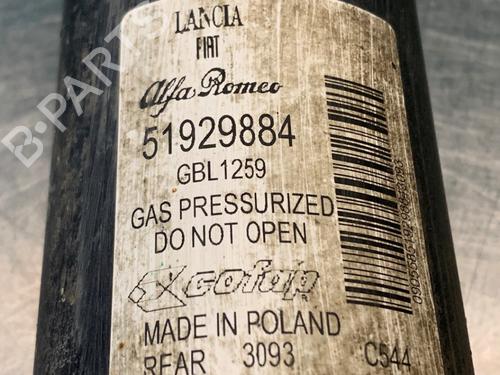 B-PARTS
LANCIA
FIAT
Alfa Romeo
51929884
GBL1259
GAS PRESSURIZED
DO NOT OPEN
cofap
MADE IN POLAND
REAR 3093 C544